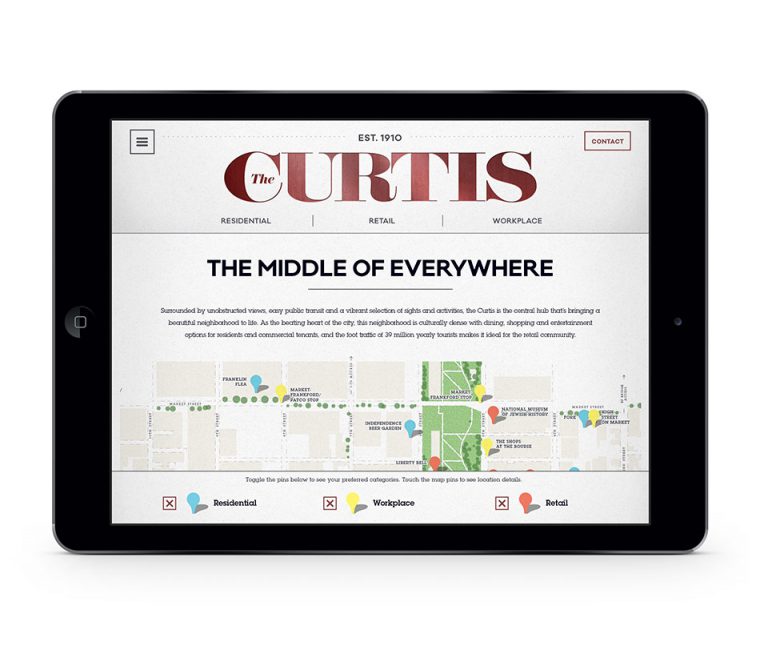 EST. 1910
CONTACT
The CURTIS
RESIDENTIAL
RETAIL
WORKPLACE
THE MIDDLE OF EVERYWHERE
Surrounded by unobstructed views, easy public transit and a vibrant selection of sights and activities, the Curtis is the central hub that's bringing a
beautiful neighborhood to life. As the beating heart of the city, this neighborhood is culturally dense with dining, shopping and entertainment
options for residents and commercial tenants, and the foot traffic of 39 million yearly tourists makes it ideal for the retail community.
FRANKLIN
FLEA
MARKET-
FRANKFORD/
PATCO STOP
MARKET STREET
MARKET
FRANKFORD STOP
NATIONAL MUSEUM
OF JEWISH HISTORY
INDEPENDENCE
BEER GARDEN
THE SHOPS
AT THE BOURSE
LIBERTY BELL
MARKET STREET
FORK
ON MARKET
Toggle the pins below to see your preferred categories. Touch the map pins to see location details.
Residential
Workplace
Retail